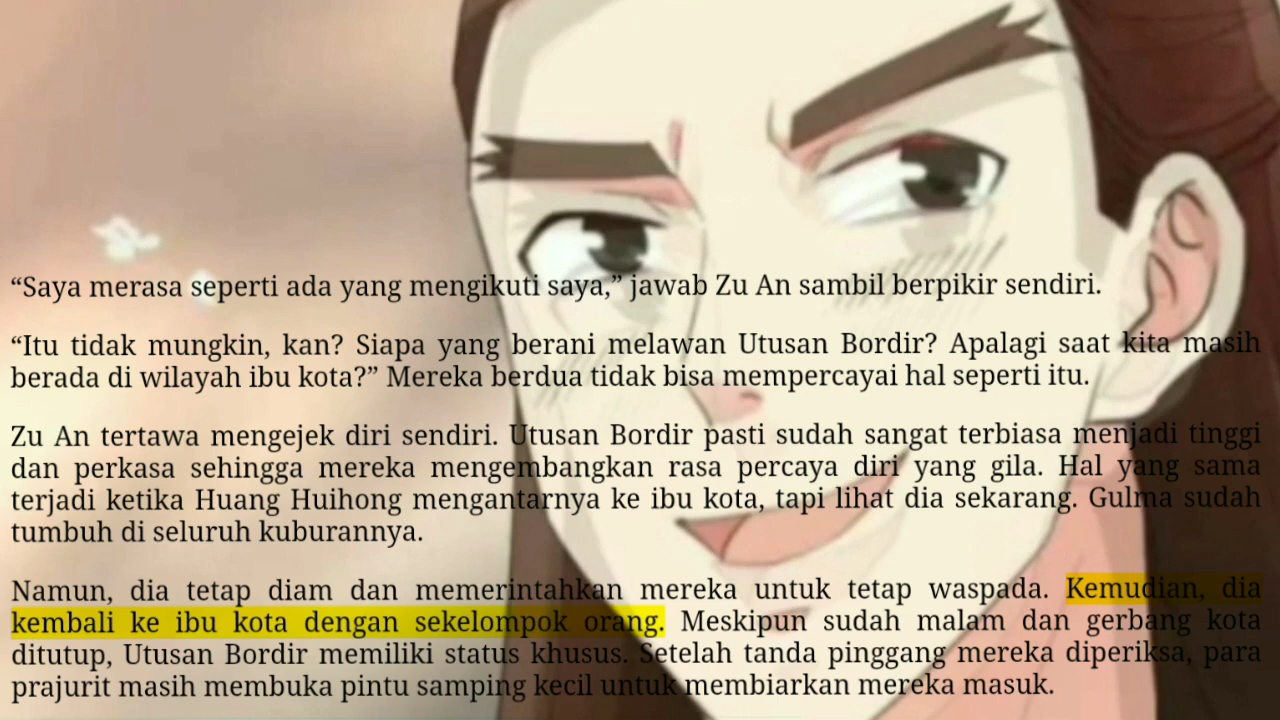 “Saya merasa seperti ada yang mengikuti saya,” jawab Zu An sambil berpikir sendiri.
“Itu tidak mungkin, kan? Siapa yang berani melawan Utusan Bordir? Apalagi saat kita masih
berada di wilayah ibu kota?” Mereka berdua tidak bisa mempercayai hal seperti itu.
Zu An tertawa mengejek diri sendiri. Utusan Bordir pasti sudah sangat terbiasa menjadi tinggi
dan perkasa sehingga mereka mengembangkan rasa percaya diri yang gila. Hal yang sama
terjadi ketika Huang Huihong mengantarnya ke ibu kota, tapi lihat dia sekarang. Gulma sudah
tumbuh di seluruh kuburannya.
Namun, dia tetap diam dan memerintahkan mereka untuk tetap waspada. Kemudian, dia
kembali ke ibu kota dengan sekelompok orang. Meskipun sudah malam dan gerbang kota
ditutup, Utusan Bordir memiliki status khusus. Setelah tanda pinggang mereka diperiksa, para
prajurit masih membuka pintu samping kecil untuk membiarkan mereka masuk.